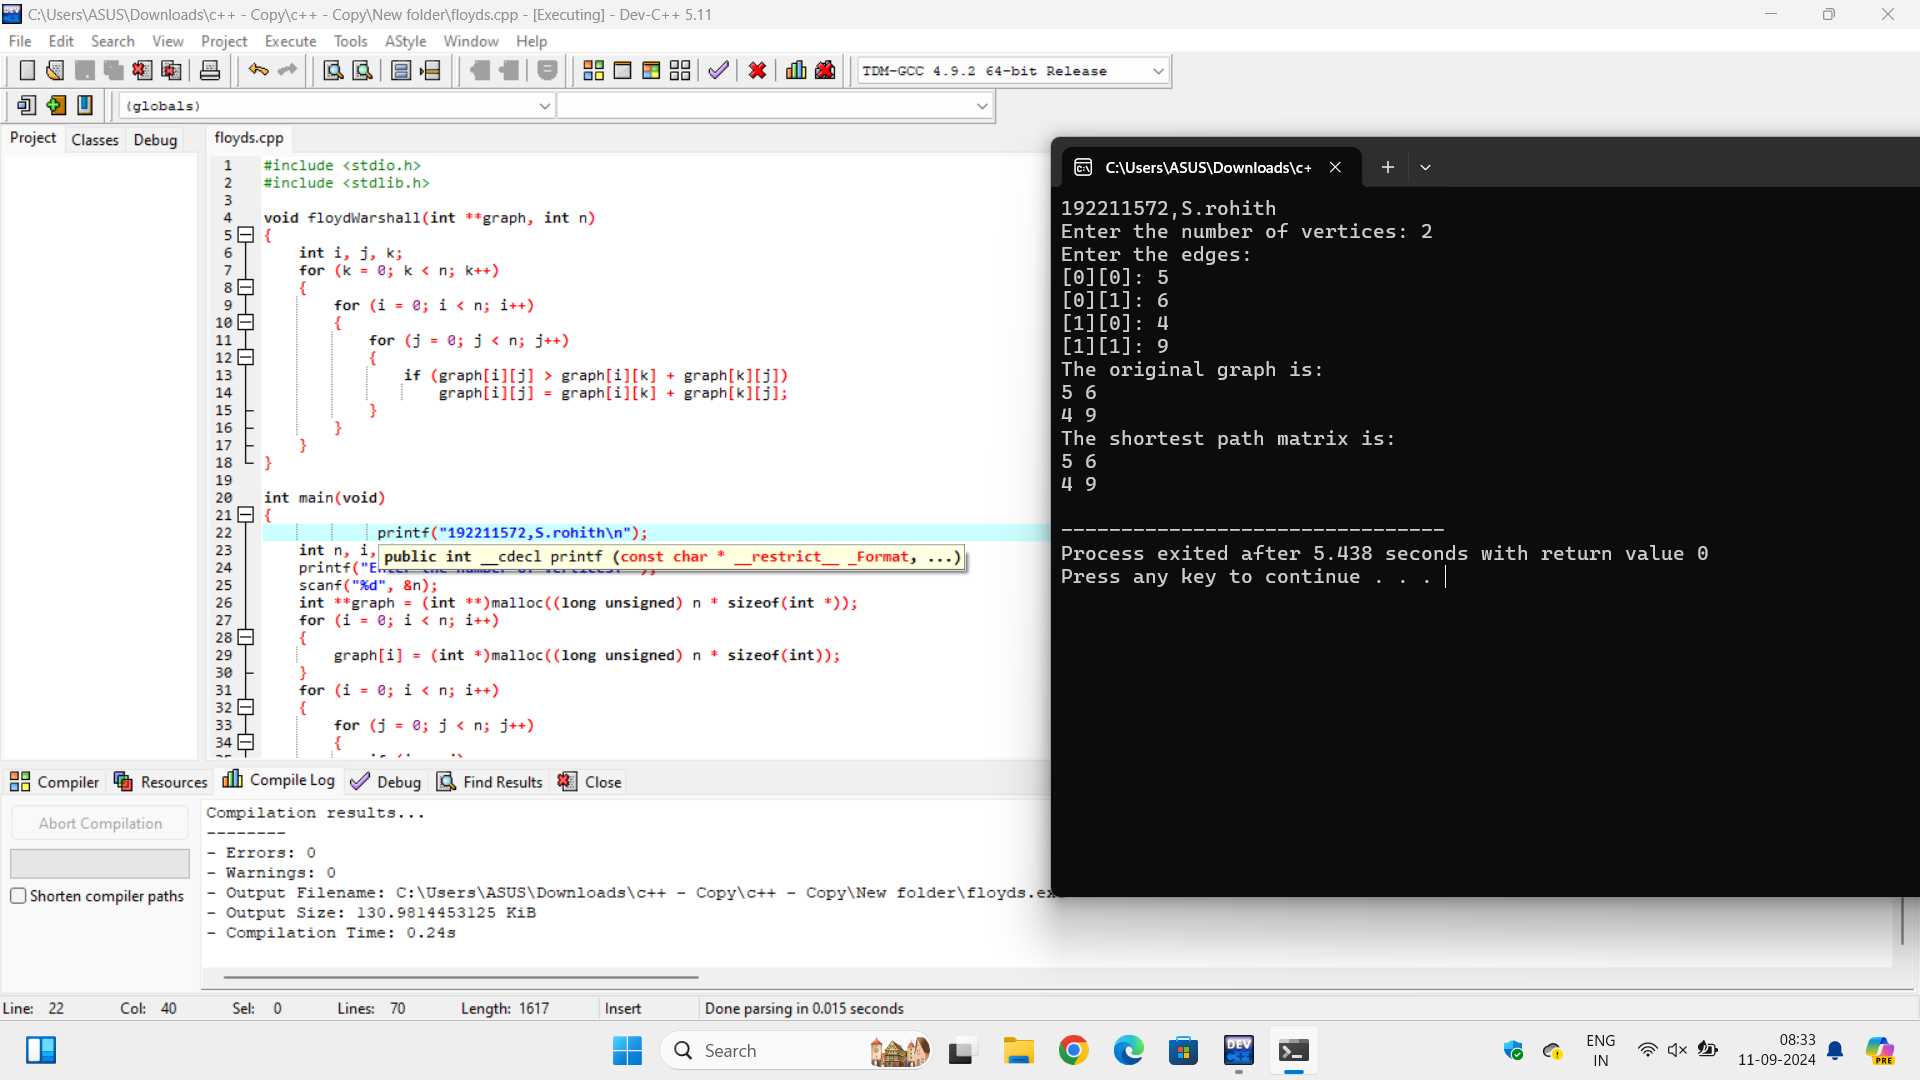 C:\Users\ASUS\Downloads\c++ - Copy\c++ - Copy\New folder\floyds.cpp - [Executing] - Dev-C++ 5.11
File Edit Search View Project Execute Tools AStyle Window Help
TDM-GCC 4.9.2 64-bit Release
(globals)
Project Classes Debug
floyds.cpp
1 #include <stdio.h>
2 #include <stdlib.h>
3
4 void floydWarshall(int **graph, int n)
5 {
6 int i, j, k;
7 for (k = 0; k < n; k++)
8 {
9 for (i = 0; i < n; i++)
10 {
11 for (j = 0; j < n; j++)
12 {
13 if (graph[i][j] > graph[i][k] + graph[k][j])
14 graph[i][j] = graph[i][k] + graph[k][j];
15 }
16 }
17 }
18 }
19
20 int main(void)
21 {
22 printf("192211572,S.rohith\n");
23 int n, i,
public int __cdecl printf (const char * __restrict__ _Format, ...)
24 printf("Enter the number of vertices: ");
25 scanf("%d", &n);
26 int **graph = (int **)malloc((long unsigned) n * sizeof(int *));
27 for (i = 0; i < n; i++)
28 {
29 graph[i] = (int *)malloc((long unsigned) n * sizeof(int));
30 }
31 for (i = 0; i < n; i++)
32 {
33 for (j = 0; j < n; j++)
34 {
C:\Users\ASUS\Downloads\c+
192211572,S.rohith
Enter the number of vertices: 2
Enter the edges:
[0][0]: 5
[0][1]: 6
[1][0]: 4
[1][1]: 9
The original graph is:
5 6
4 9
The shortest path matrix is:
5 6
4 9
--------------------------------
Process exited after 5.438 seconds with return value 0
Press any key to continue . . .
Compiler Resources Compile Log Debug Find Results Close
Abort Compilation
Shorten compiler paths
Compilation results...
--------
- Errors: 0
- Warnings: 0
- Output Filename: C:\Users\ASUS\Downloads\c++ - Copy\c++ - Copy\New folder\floyds.ex
- Output Size: 130.9814453125 KiB
- Compilation Time: 0.24s
Line: 22 Col: 40 Sel: 0 Lines: 70 Length: 1617 Insert Done parsing in 0.015 seconds
Search
DEV C++
ENG
IN
08:33
11-09-2024
PRE